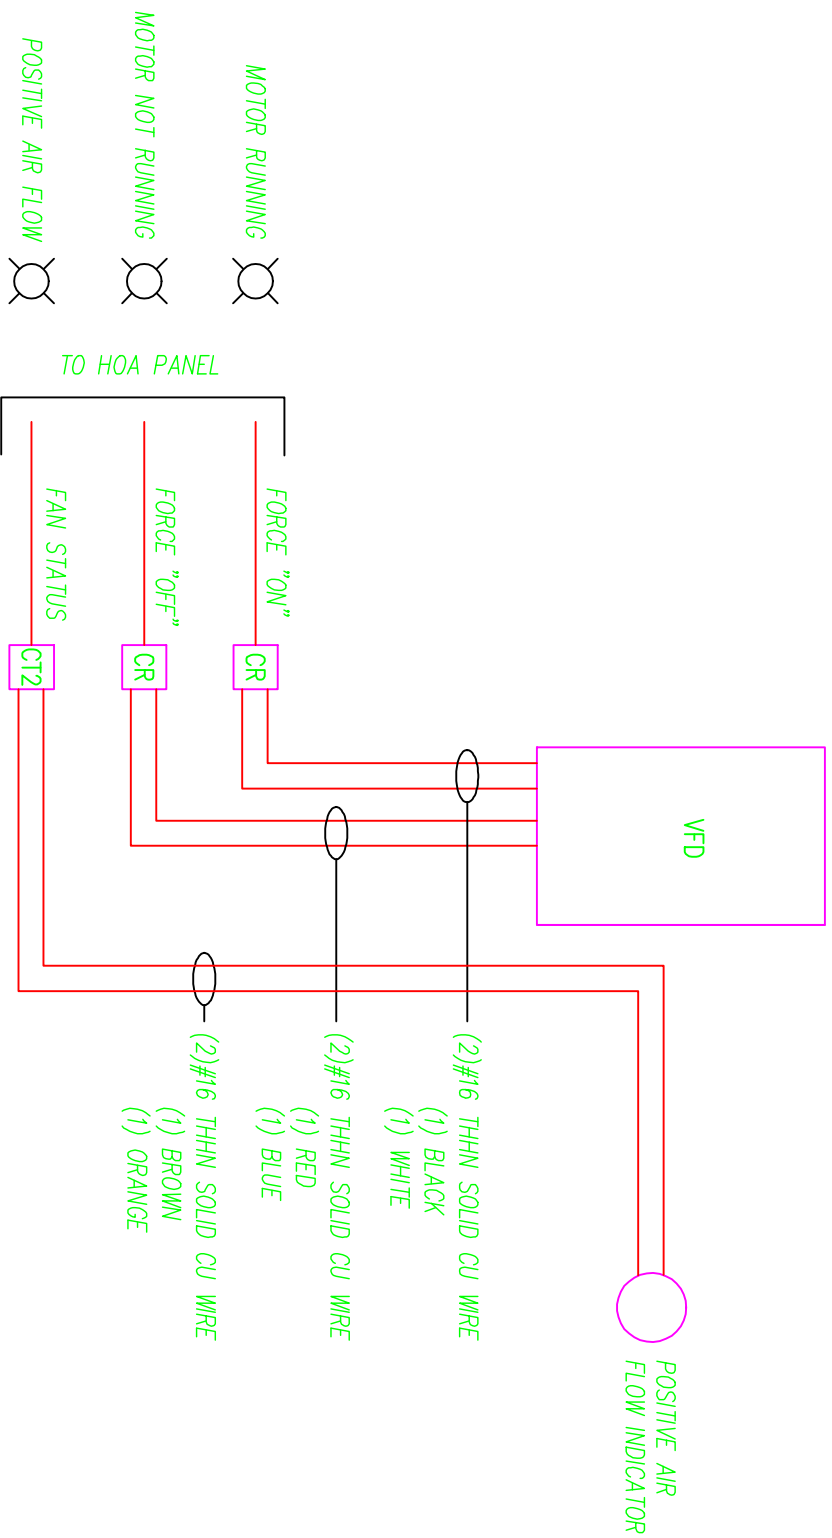 MOTOR RUNNING
MOTOR NOT RUNNING
POSITIVE AIR FLOW
TO HOA PANEL
FORCE "ON"
FORCE "OFF"
FAN STATUS
CR
CR
CT2
VFD
(2)#16 THHN SOLID CU WIRE
(1) BLACK
(1) WHITE
(2)#16 THHN SOLID CU WIRE
(1) RED
(1) BLUE
(2)#16 THHN SOLID CU WIRE
(1) BROWN
(1) ORANGE
POSITIVE AIR
FLOW INDICATOR